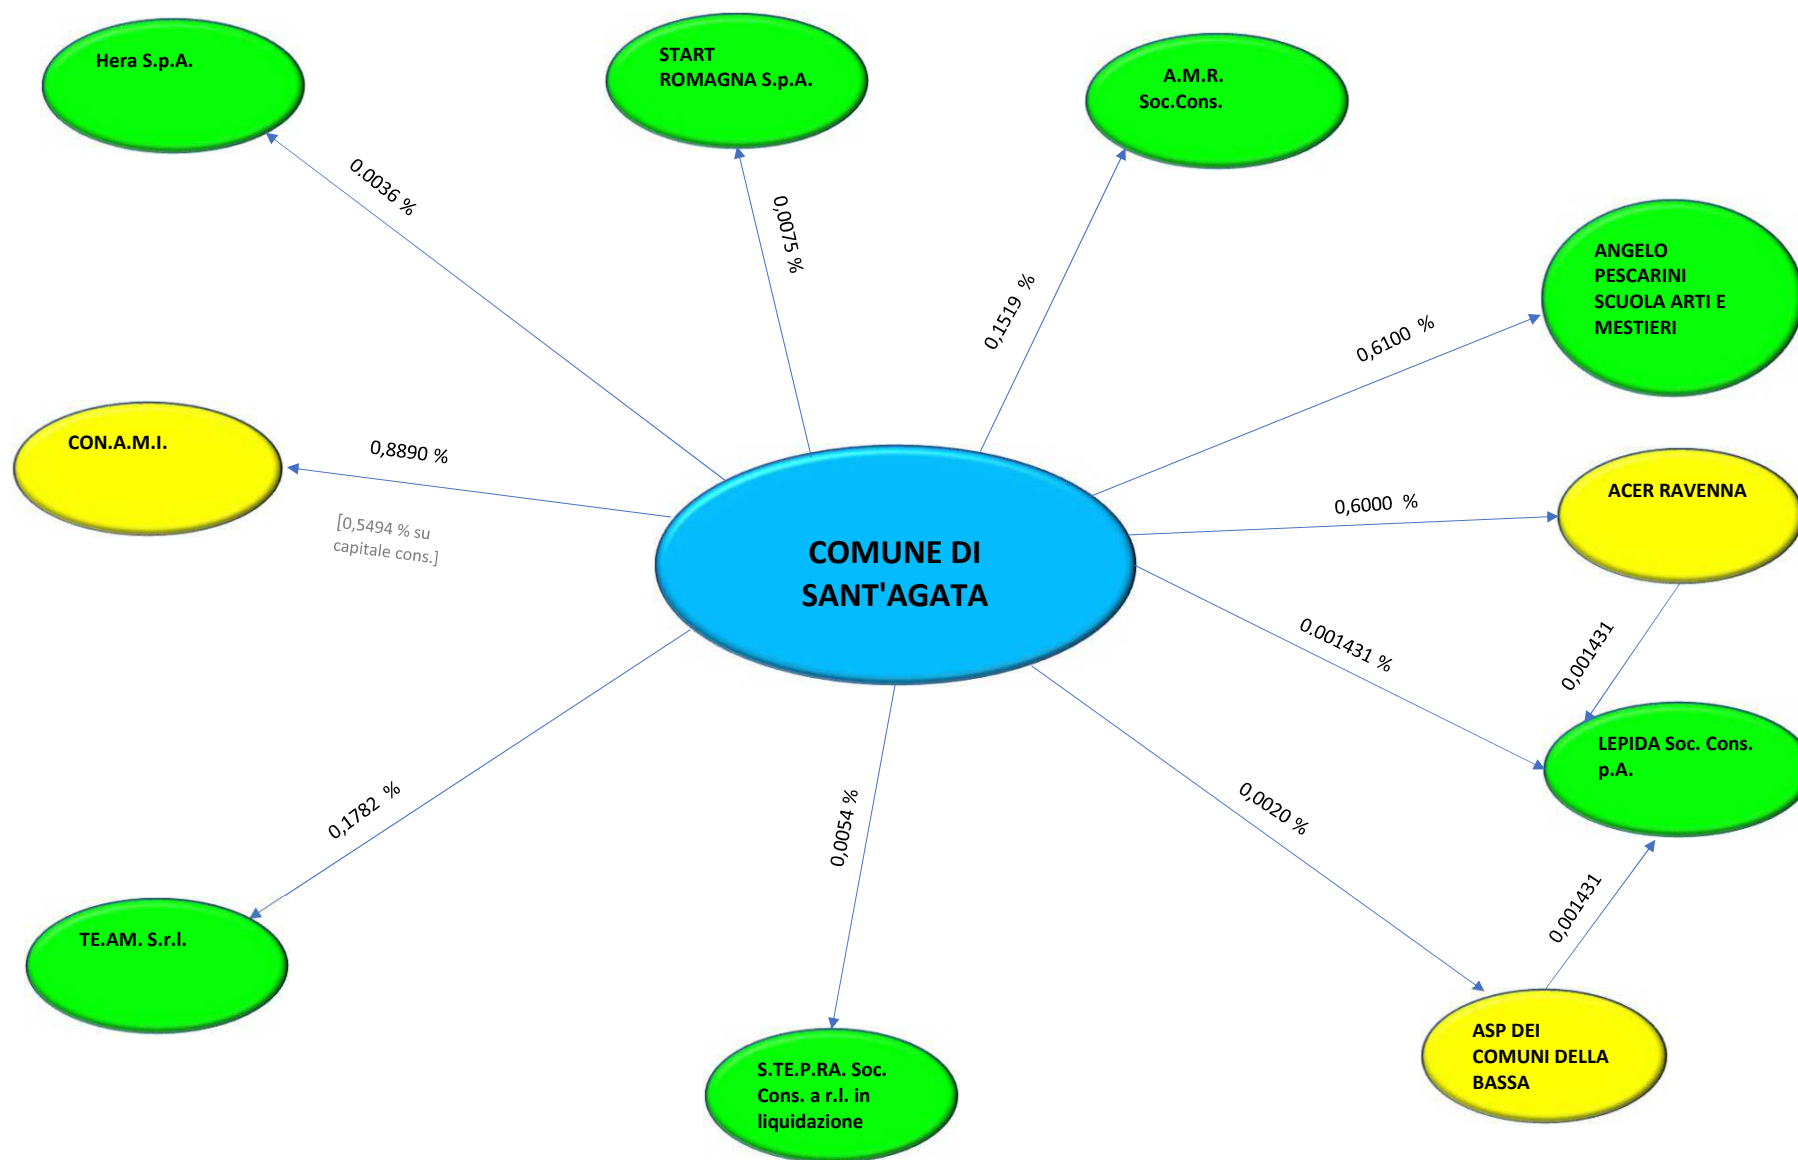 Hera S.p.A.
START
ROMAGNA S.p.A.
A.M.R.
Soc.Cons.
0.0036 %
0,0075 %
0,1519 %
ANGELO
PESCARINI
SCUOLA ARTI E
MESTIERI
0,6100 %
CON.A.M.I.
0,8890 %
[0,5494 % su
capitale cons.]
COMUNE DI
SANT'AGATA
0,6000 %
ACER RAVENNA
0.001431 %
0,001431
LEPIDA Soc. Cons.
p.A.
0,1782 %
0,0054 %
0,0020 %
0,001431
TE.AM. S.r.l.
S.TE.P.RA. Soc.
Cons. a r.l. in
liquidazione
ASP DEI
COMUNI DELLA
BASSA